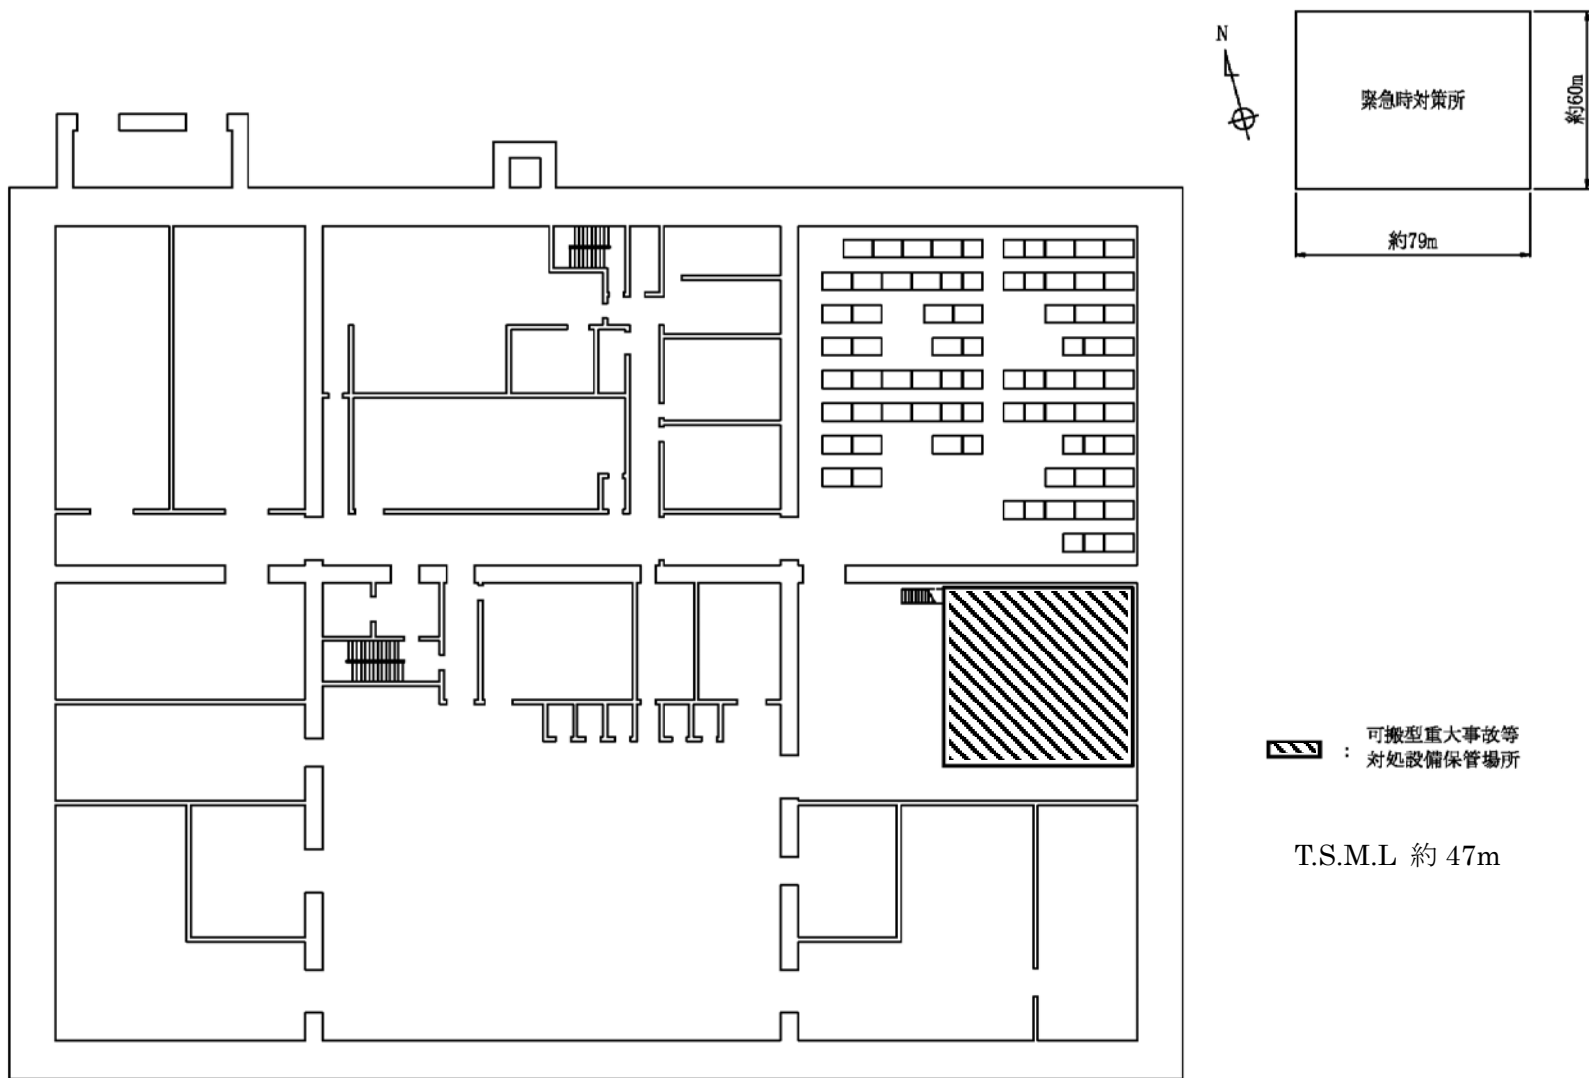 N
緊急時対策所
約60m
約79m
: 可搬型重大事故等
対処設備保管場所
T.S.M.L 約 47m